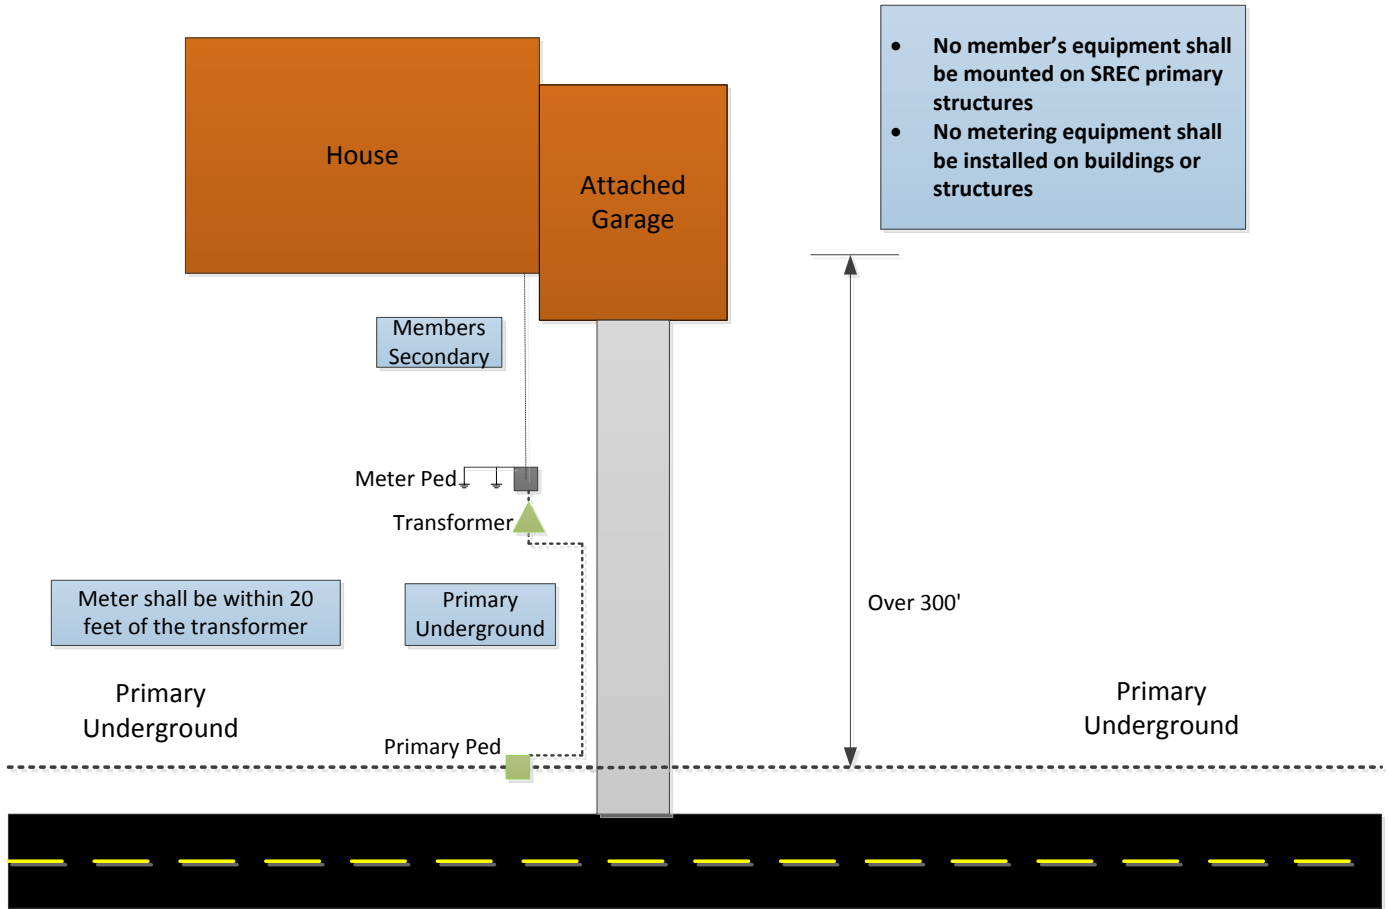 • No member’s equipment shall
be mounted on SREC primary
structures
• No metering equipment shall
be installed on buildings or
structures
House
Attached
Garage
Members
Secondary
Meter Ped
Transformer
Meter shall be within 20
feet of the transformer
Primary
Underground
Over 300'
Primary
Underground
Primary
Underground
Primary Ped